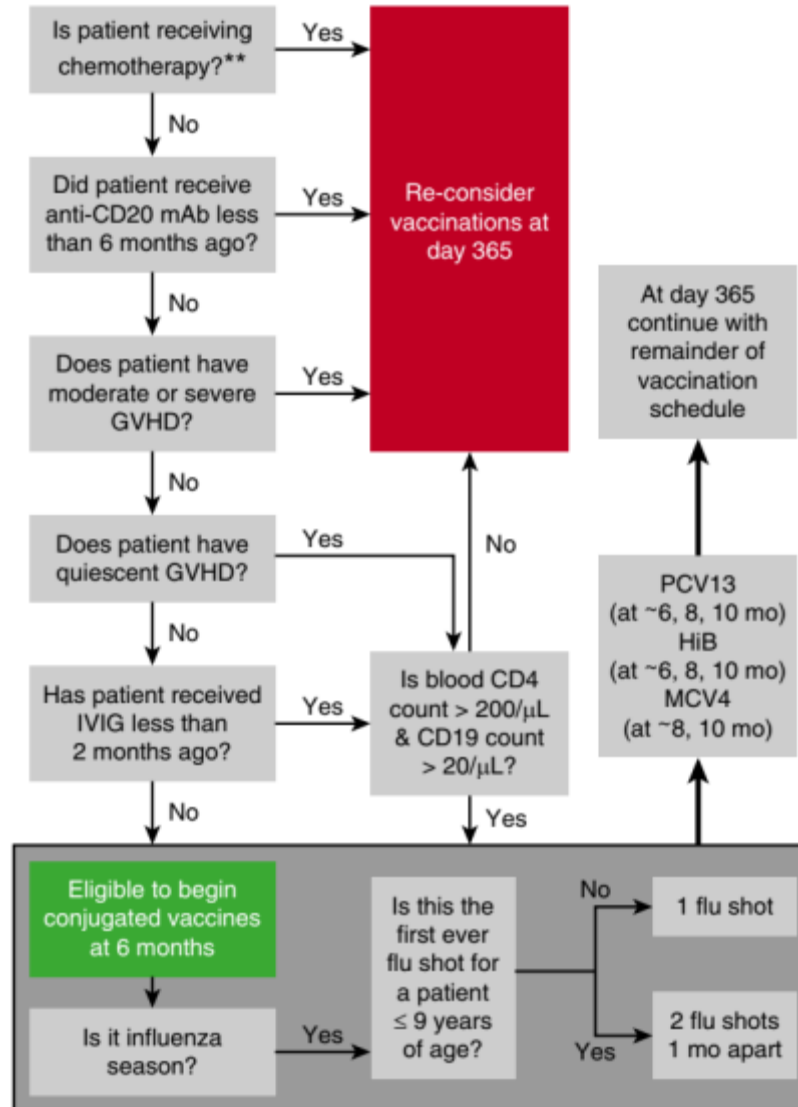 Is patient receiving
chemotherapy?**
Yes
No
Did patient receive
anti-CD20 mAb less
than 6 months ago?
Yes
No
Does patient have
moderate or severe
GVHD?
Yes
No
Does patient have
quiescent GVHD?
Yes
No
Has patient received
IVIG less than
2 months ago?
Yes
No
Re-consider
vaccinations at
day 365
No
Is blood CD4
count > 200/μL
& CD19 count
> 20/μL?
Yes
At day 365
continue with
remainder of
vaccination
schedule
PCV13
(at ~6, 8, 10 mo)
HiB
(at ~6, 8, 10 mo)
MCV4
(at ~8, 10 mo)
Eligible to begin
conjugated vaccines
at 6 months
Is it influenza
season?
Yes
Is this the
first ever
flu shot for
a patient
≤ 9 years
of age?
No
1 flu shot
Yes
2 flu shots
1 mo apart